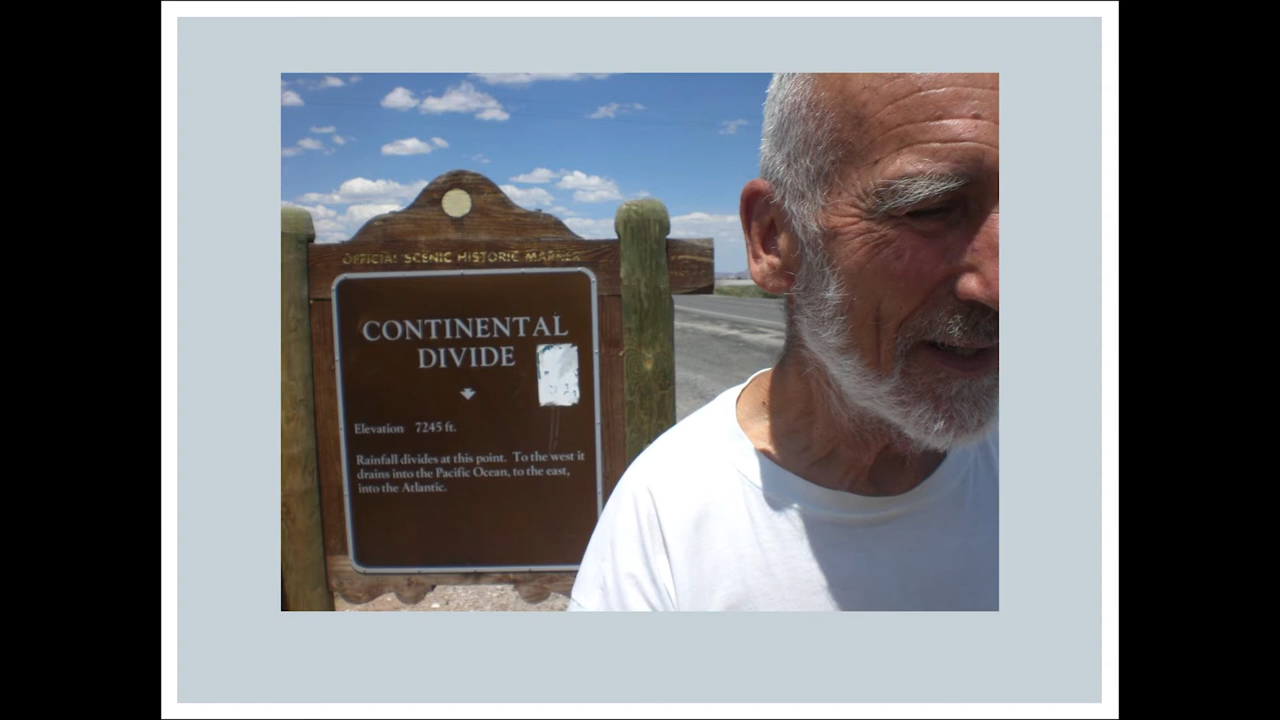 OFFICIAL SCENIC HISTORIC MARKER
CONTINENTAL
DIVIDE
Elevation 7245 ft.
Rainfall divides at this point. To the west it
drains into the Pacific Ocean, to the east,
into the Atlantic.